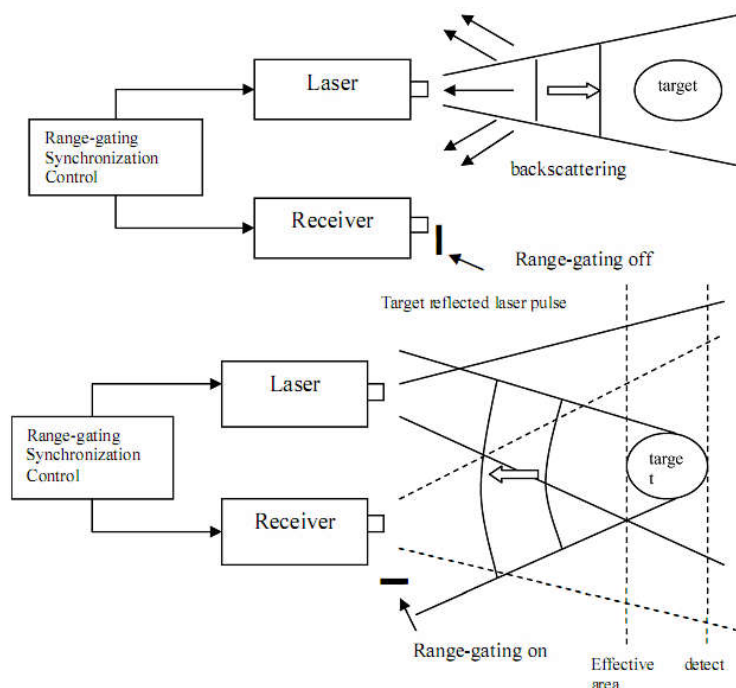 Laser
target
Range-gating
Synchronization
Control
backscattering
Receiver
Range-gating off
Target reflected laser pulse
Laser
Range-gating
Synchronization
Control
targe
t
Receiver
Range-gating on
Effective
area
detect